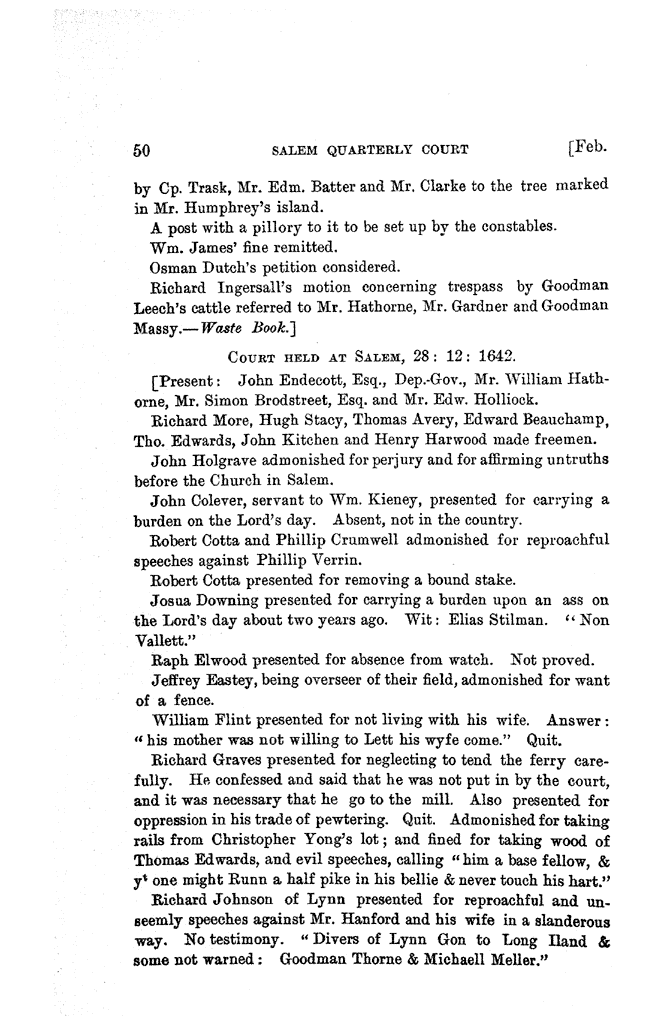 50 SALEM QUARTERLY COURT [Feb.
by Cp. Trask, Mr. Edm. Batter and Mr. Clarke to the tree marked
in Mr. Humphrey's island.
A post with a pillory to it to be set up by the constables.
Wm. James' fine remitted.
Osman Dutch's petition considered.
Richard Ingersall's motion concerning trespass by Goodman
Leech's cattle referred to Mr. Hathorne, Mr. Gardner and Goodman
Massy.—Waste Book.]
COURT HELD AT SALEM, 28 : 12 : 1642.
[Present : John Endecott, Esq., Dep.-Gov., Mr. William Hath-
orne, Mr. Simon Brodstreet, Esq. and Mr. Edw. Holliock.
Richard More, Hugh Stacy, Thomas Avery, Edward Beauchamp,
Tho. Edwards, John Kitchen and Henry Harwood made freemen.
John Holgrave admonished for perjury and for affirming untruths
before the Church in Salem.
John Colever, servant to Wm. Kieney, presented for carrying a
burden on the Lord's day. Absent, not in the country.
Robert Cotta and Phillip Crumwell admonished for reproachful
speeches against Phillip Verrin.
Robert Cotta presented for removing a bound stake.
Josua Downing presented for carrying a burden upon an ass on
the Lord's day about two years ago. Wit : Elias Stilman. "Non
Vallett."
Raph Elwood presented for absence from watch. Not proved.
Jeffrey Eastey, being overseer of their field, admonished for want
of a fence.
William Flint presented for not living with his wife. Answer :
"his mother was not willing to Lett his wyfe come." Quit.
Richard Graves presented for neglecting to tend the ferry care-
fully. He confessed and said that he was not put in by the court,
and it was necessary that he go to the mill. Also presented for
oppression in his trade of pewtering. Quit. Admonished for taking
rails from Christopher Yong's lot ; and fined for taking wood of
Thomas Edwards, and evil speeches, calling "him a base fellow, &
yᵗ one might Runn a half pike in his bellie & never touch his hart."
Richard Johnson of Lynn presented for reproachful and un-
seemly speeches against Mr. Hanford and his wife in a slanderous
way. No testimony. "Divers of Lynn Gon to Long Iland &
some not warned : Goodman Thorne & Michaell Meller."